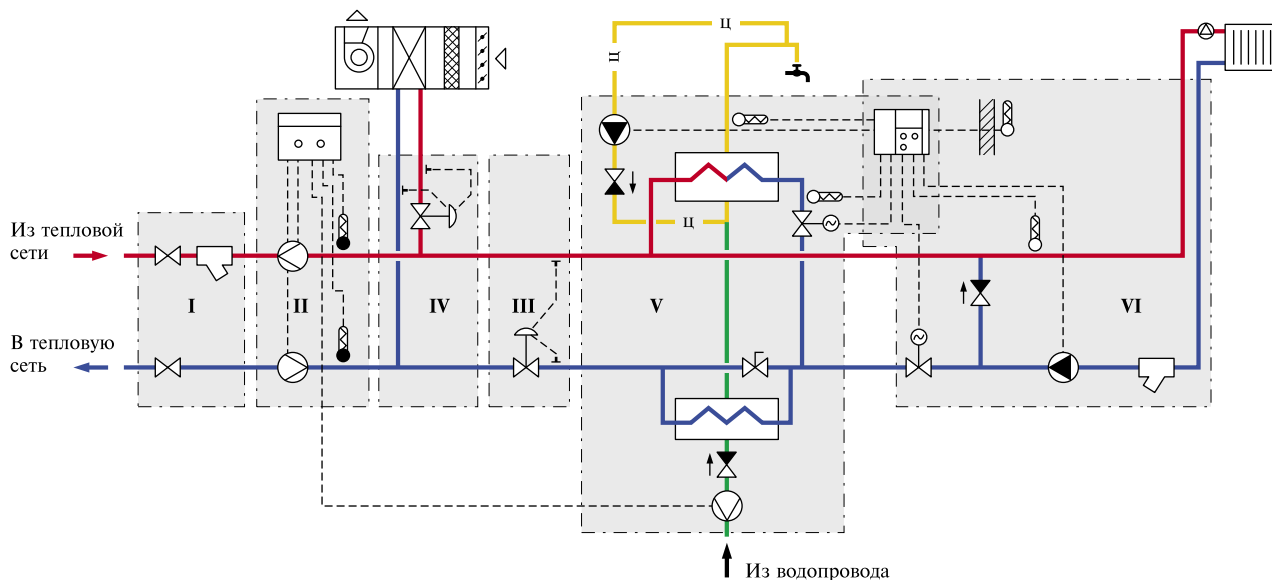 Ц
Ц
Ц
Из тепловой
сети
I
II
IV
III
V
VI
В тепловую
сеть
Из водопровода